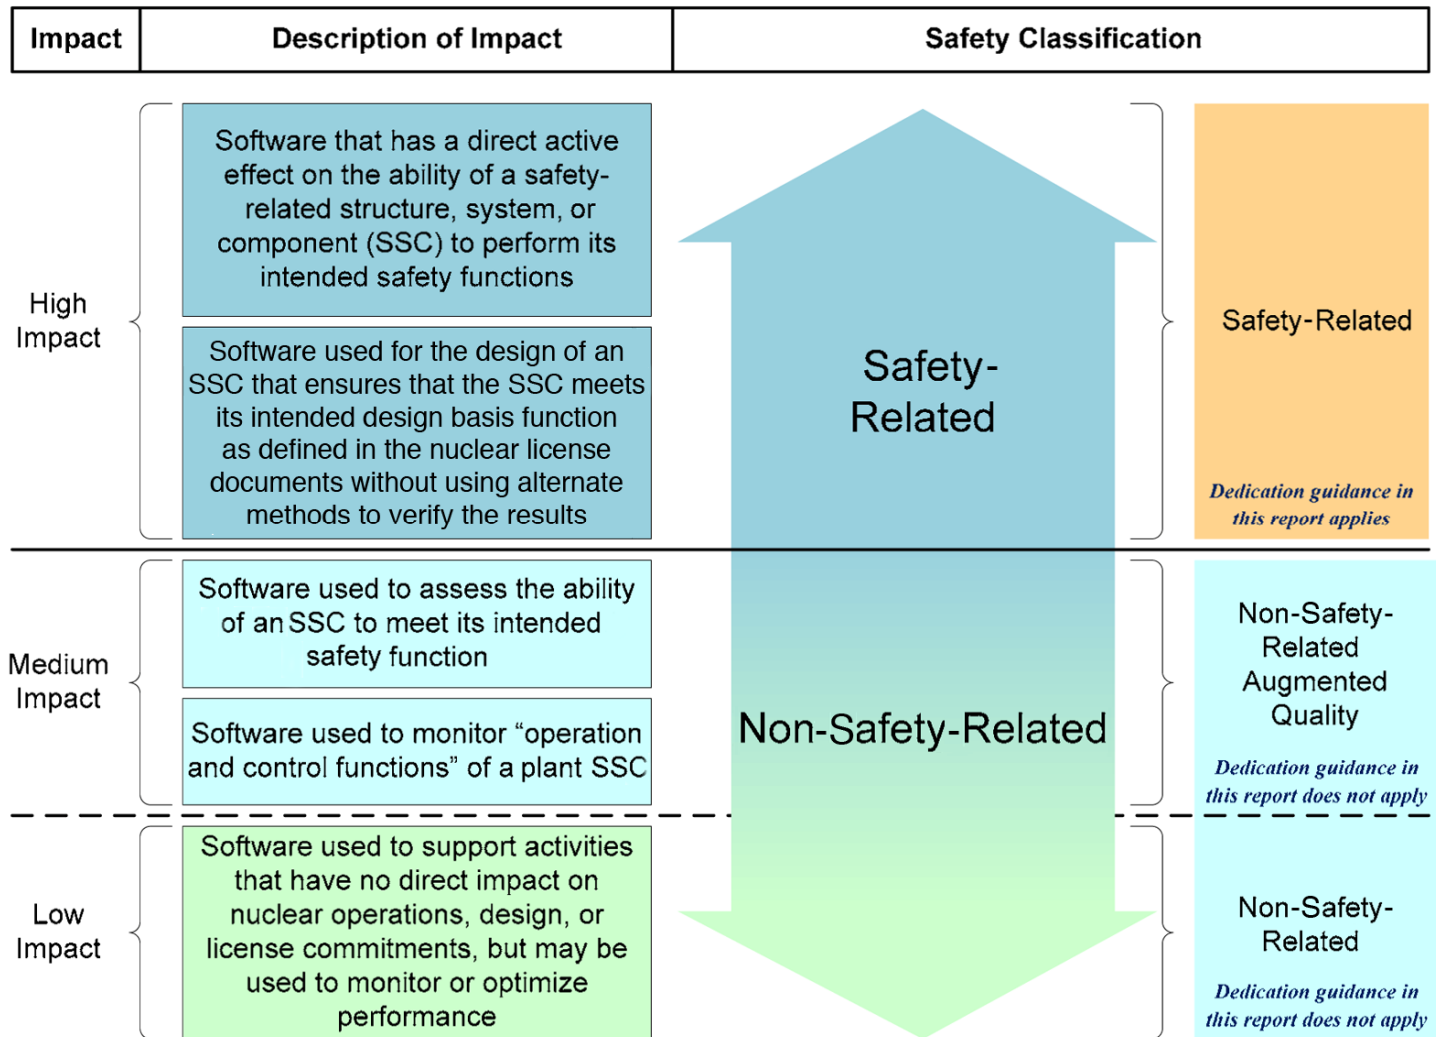 Impact
Description of Impact
Safety Classification
High
Impact
Software that has a direct active
effect on the ability of a safety-
related structure, system, or
component (SSC) to perform its
intended safety functions
Software used for the design of an
SSC that ensures that the SSC meets
its intended design basis function
as defined in the nuclear license
documents without using alternate
methods to verify the results
Safety-
Related
Safety-Related
Dedication guidance in
this report applies
Medium
Impact
Software used to assess the ability
of an SSC to meet its intended
safety function
Software used to monitor “operation
and control functions” of a plant SSC
Non-Safety-Related
Non-Safety-
Related
Augmented
Quality
Dedication guidance in
this report does not apply
Low
Impact
Software used to support activities
that have no direct impact on
nuclear operations, design, or
license commitments, but may be
used to monitor or optimize
performance
Non-Safety-
Related
Dedication guidance in
this report does not apply